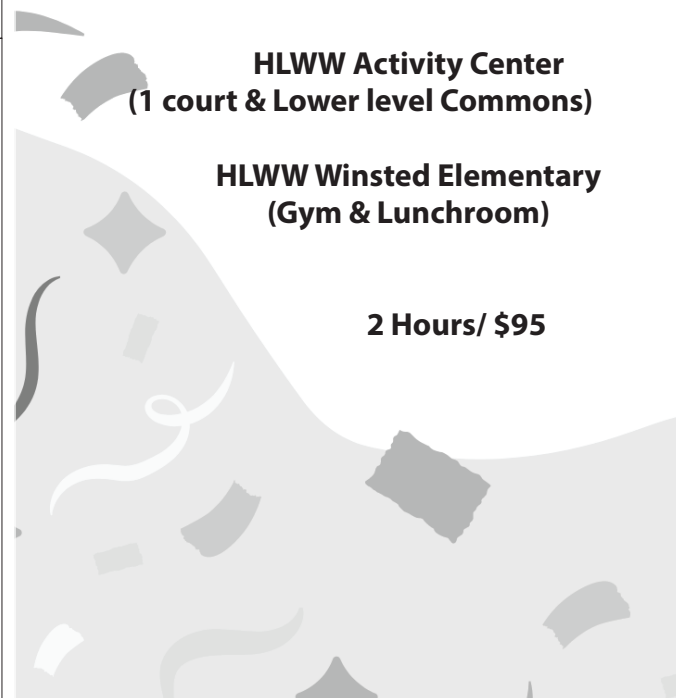 HLWW Activity Center
(1 court & Lower level Commons)
HLWW Winsted Elementary
(Gym & Lunchroom)
2 Hours/ $95